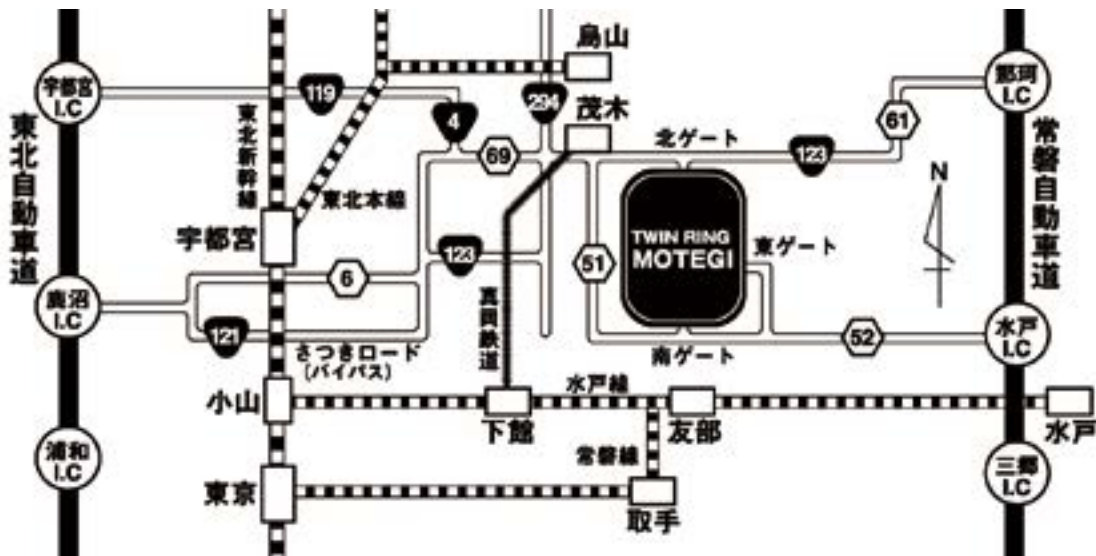 烏山
宇都宮
I.C
119
4
294
茂木
那珂
I.C
61
東北自動車道
東北新幹線
69
北ゲート
123
常磐自動車道
N
東北本線
宇都宮
TWIN RING
MOTEGI
東ゲート
123
51
6
鹿沼
I.C
真岡鉄道
水戸
I.C
121
さつきロード
(バイパス)
南ゲート
52
小山
水戸線
下館
友部
水戸
浦和
I.C
常磐線
三郷
I.C
東京
取手